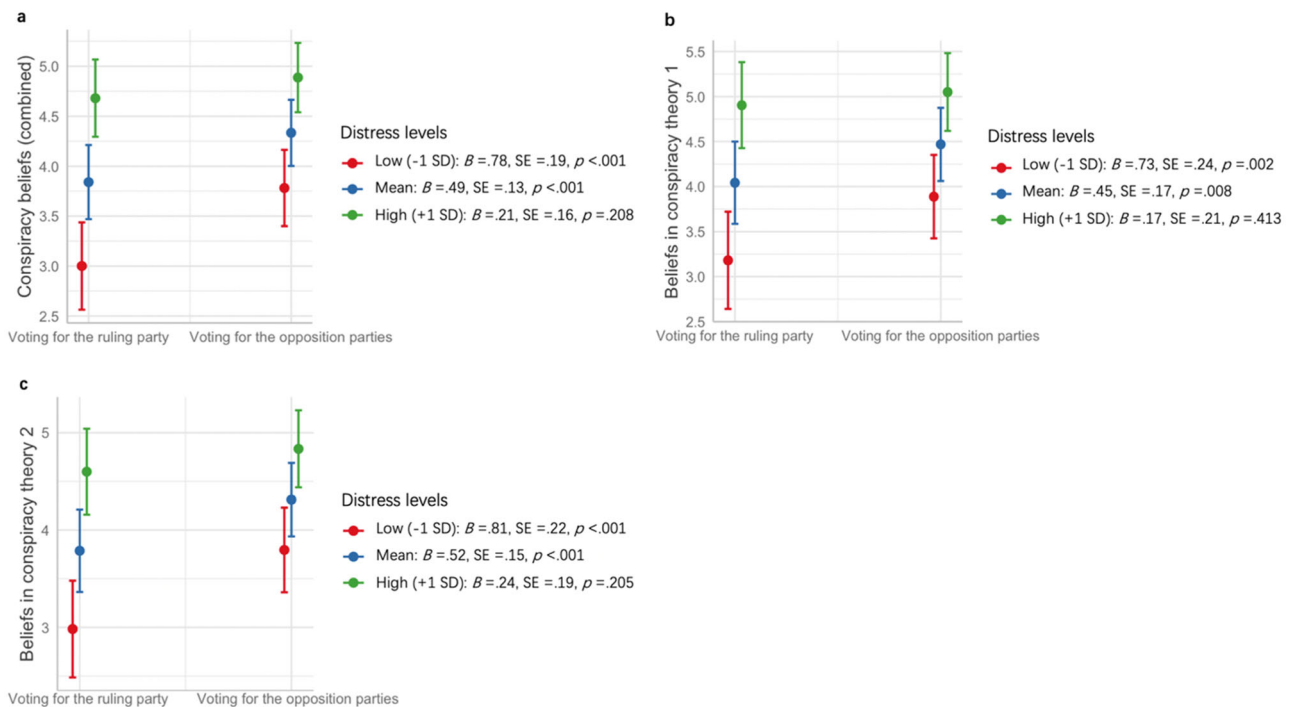 a
Conspiracy beliefs (combined)
5.0
4.5
4.0
3.5
3.0
2.5
Voting for the ruling party
Voting for the opposition parties
Distress levels
Low (-1 SD): B =.78, SE =.19, p <.001
Mean: B =.49, SE =.13, p <.001
High (+1 SD): B =.21, SE =.16, p =.208
b
Beliefs in conspiracy theory 1
5.5
5.0
4.5
4.0
3.5
3.0
2.5
Voting for the ruling party
Voting for the opposition parties
Distress levels
Low (-1 SD): B =.73, SE =.24, p =.002
Mean: B =.45, SE =.17, p =.008
High (+1 SD): B =.17, SE =.21, p =.413
c
Beliefs in conspiracy theory 2
5
4
3
Voting for the ruling party
Voting for the opposition parties
Distress levels
Low (-1 SD): B =.81, SE =.22, p <.001
Mean: B =.52, SE =.15, p <.001
High (+1 SD): B =.24, SE =.19, p =.205